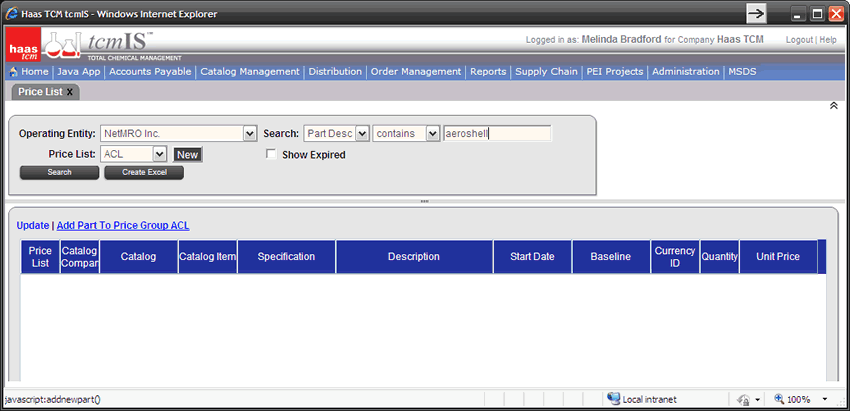 Haas TCM tcmIS - Windows Internet Explorer
haas tcm
tcmIS™
TOTAL CHEMICAL MANAGEMENT
Logged in as: Melinda Bradford for Company Haas TCM
Logout | Help
Home | Java App | Accounts Payable | Catalog Management | Distribution | Order Management | Reports | Supply Chain | PEI Projects | Administration | MSDS
Price List X
Operating Entity: NetMRO Inc. Search: Part Desc contains aeroshell
Price List: ACL New Show Expired
Search Create Excel
Update | Add Part To Price Group ACL
Price List Catalog Compan Catalog Catalog Item Specification Description Start Date Baseline Currency ID Quantity Unit Price
javascript:addnewpart() Local intranet 100%